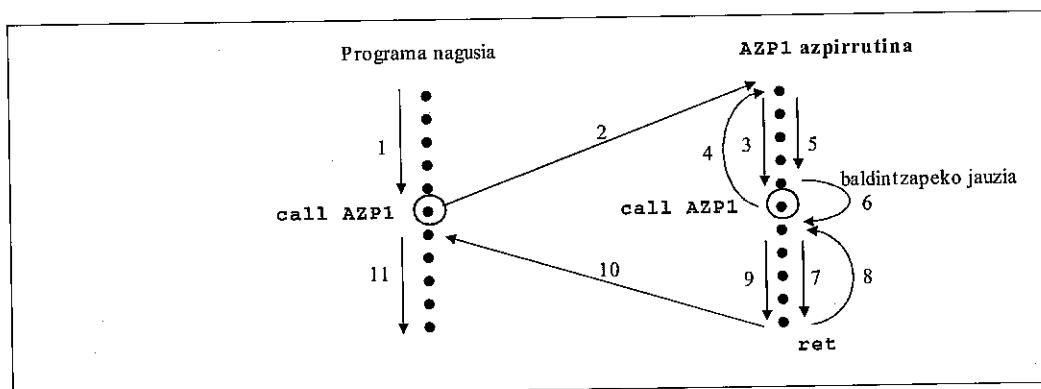 Programa nagusia
AZP1 azpirrutina
1
2
3
4
5
baldintzapeko jauzia
6
call AZP1
call AZP1
11
10
9
7
8
ret